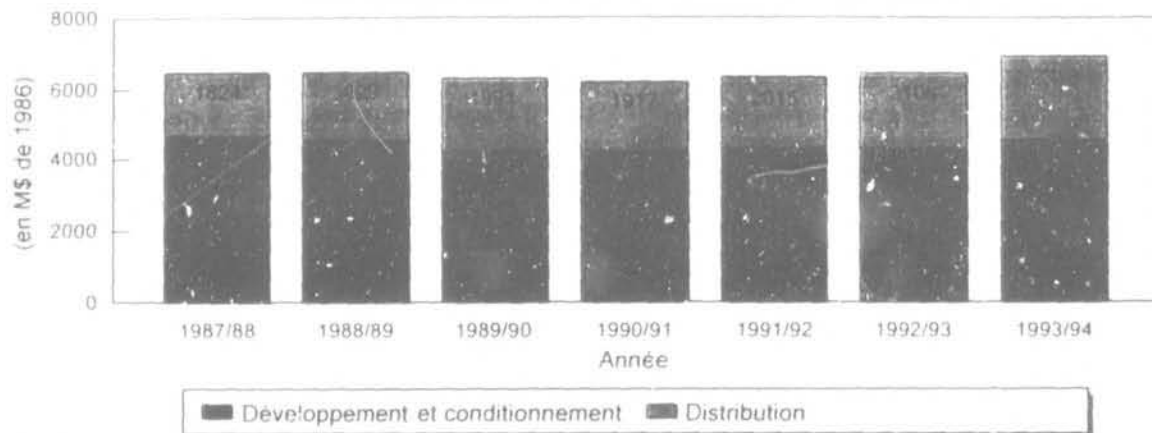 8000
6000
4000
2000
0
(en M$ de 1986)
1824 1917 2015
1987/88 1988/89 1989/90 1990/91 1991/92 1992/93 1993/94
Année
Développement et conditionnement Distribution